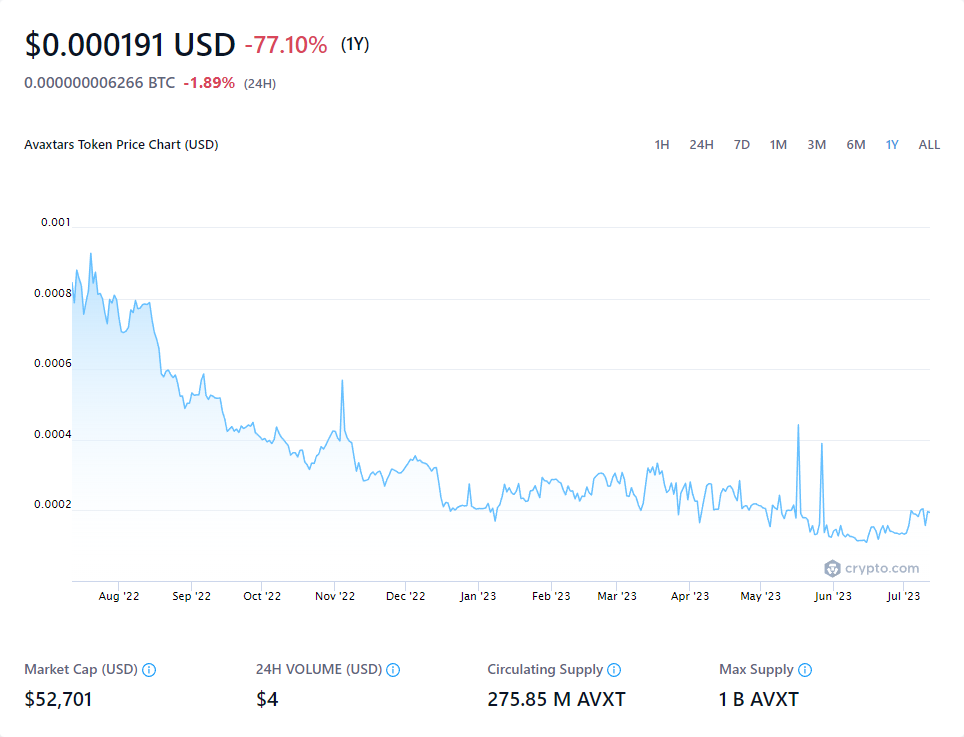 $0.000191 USD -77.10% (1Y)
0.000000006266 BTC -1.89% (24H)
Avaxtars Token Price Chart (USD) 1H 24H 7D 1M 3M 6M 1Y ALL
0.001
0.0008
0.0006
0.0004
0.0002
crypto.com
Aug '22 Sep '22 Oct '22 Nov '22 Dec '22 Jan '23 Feb '23 Mar '23 Apr '23 May '23 Jun '23 Jul '23
Market Cap (USD) 24H VOLUME (USD) Circulating Supply Max Supply
$52,701 $4 275.85 M AVXT 1 B AVXT